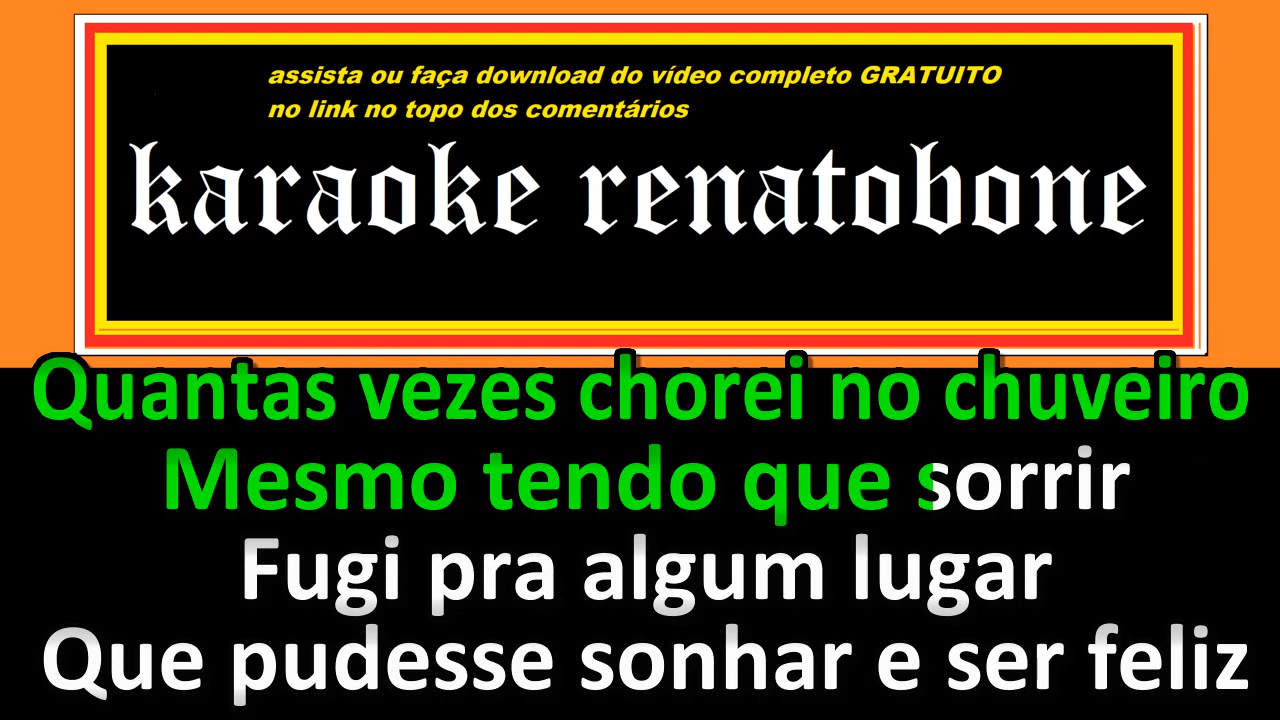 assista ou faça download do vídeo completo GRATUITO
no link no topo dos comentários
karaoke renatobone
Quantas vezes chorei no chuveiro
Mesmo tendo que sorrir
Fugi pra algum lugar
Que pudesse sonhar e ser feliz